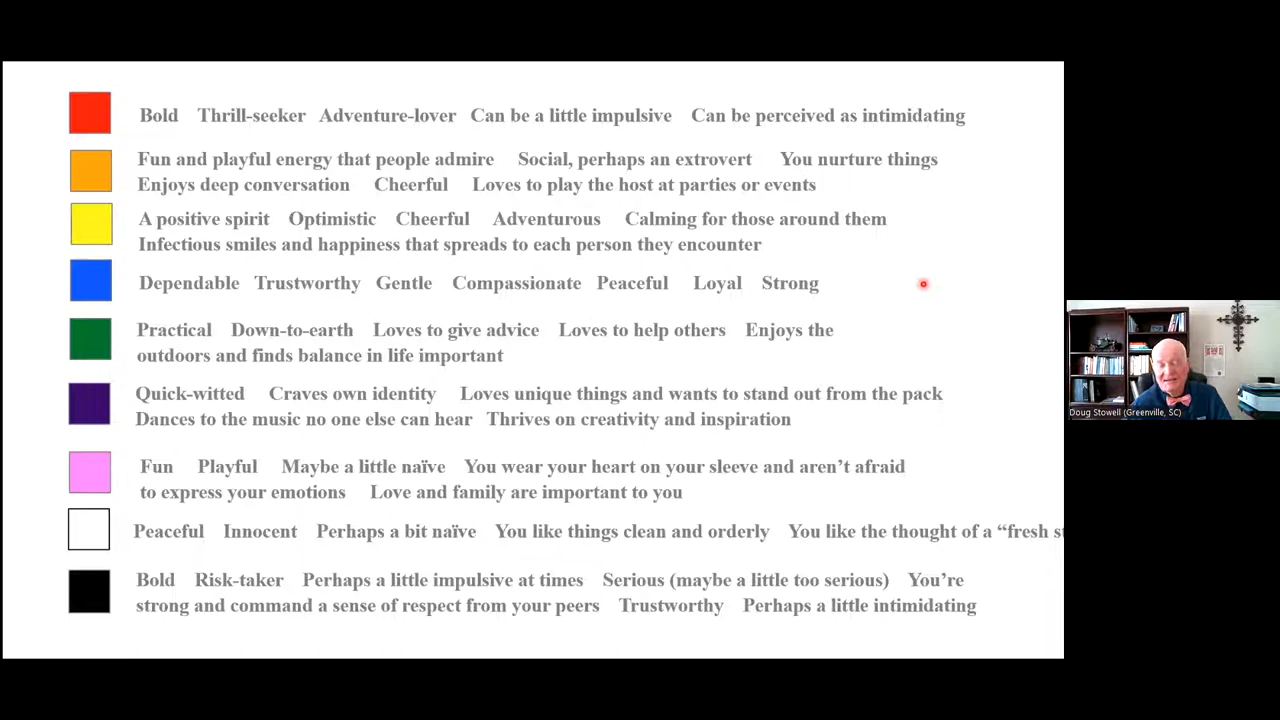 Bold Thrill-seeker Adventure-lover Can be a little impulsive Can be perceived as intimidating
Fun and playful energy that people admire Social, perhaps an extrovert You nurture things
Enjoys deep conversation Cheerful Loves to play the host at parties or events
A positive spirit Optimistic Cheerful Adventurous Calming for those around them
Infectious smiles and happiness that spreads to each person they encounter
Dependable Trustworthy Gentle Compassionate Peaceful Loyal Strong
Practical Down-to-earth Loves to give advice Loves to help others Enjoys the
outdoors and finds balance in life important
Quick-witted Craves own identity Loves unique things and wants to stand out from the pack
Dances to the music no one else can hear Thrives on creativity and inspiration
Fun Playful Maybe a little naïve You wear your heart on your sleeve and aren’t afraid
to express your emotions Love and family are important to you
Peaceful Innocent Perhaps a bit naïve You like things clean and orderly You like the thought of a “fresh
Bold Risk-taker Perhaps a little impulsive at times Serious (maybe a little too serious) You’re
strong and command a sense of respect from your peers Trustworthy Perhaps a little intimidating
Doug Stowell (Greenville, SC)